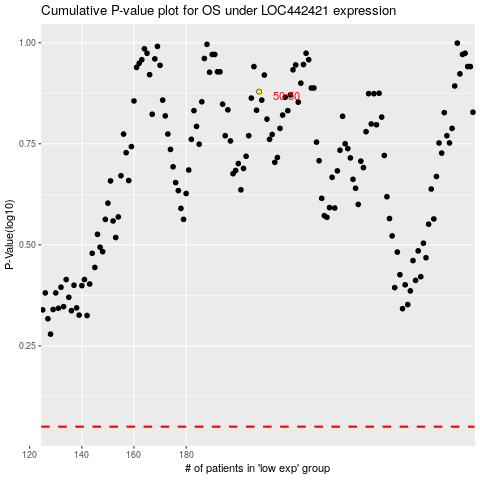 Cumulative P-value plot for OS under LOC442421 expression
1.00
0.75
0.50
0.25
P-Value(log10)
50:50
120 140 160 180
# of patients in 'low exp' group